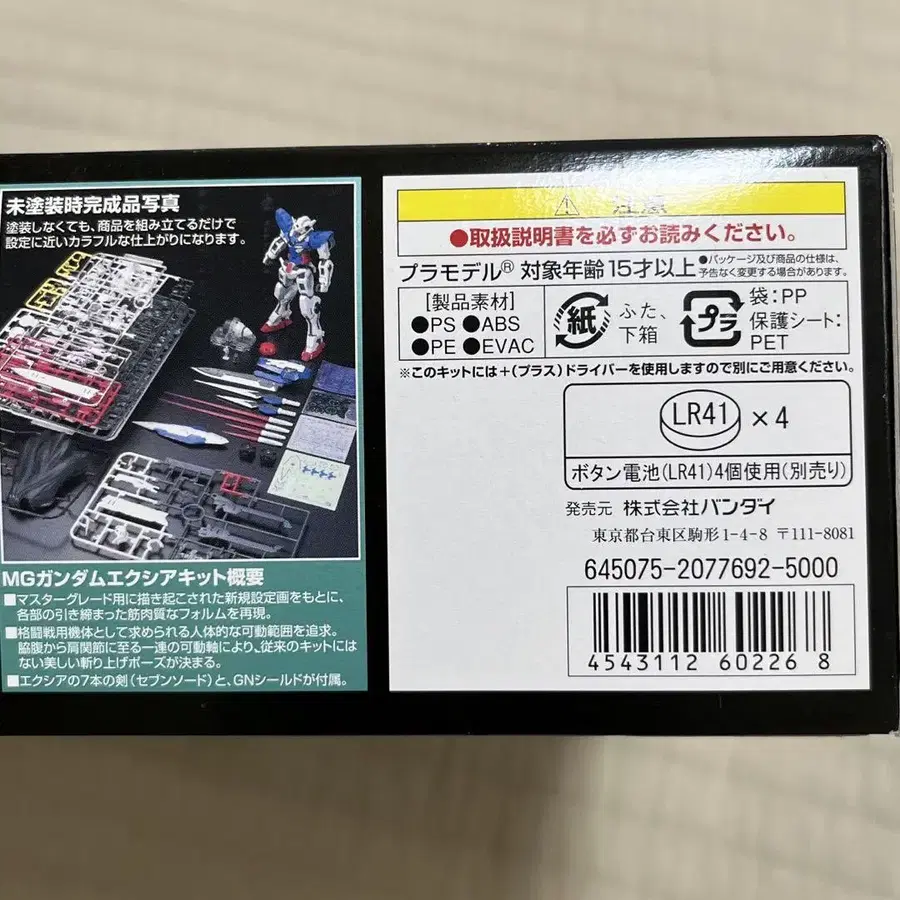 未塗装時完成品写真
塗装しなくても、商品を組み立てるだけで
設定に近いカラフルな仕上がりになります。
MGガンダムエクシアキット概要
■マスターグレード用に描き起こされた新規設定画をもとに、
各部の引き締まった筋肉質なフォルムを再現。
■格闘戦用機体として求められる人体的な可動範囲を追求。
脇腹から肩関節に至る一連の可動軸により、従来のキットには
ない美しい斬り上げポーズが決まる。
■エクシアの7本の剣(セブンソード)と、GNシールドが付属。
注意
●取扱説明書を必ずお読みください。
プラモデル® 対象年齢15才以上
●パッケージ及び商品の仕様は、
予告なく変更する場合があります。
[製品素材]
●PS ●ABS
●PE ●EVAC
紙
ふた、
下箱
プラ
袋:PP
保護シート:
PET
※このキットには+(プラス)ドライバーを使用しますので別にご用意ください。
LR41 × 4
ボタン電池(LR41)4個使用(別売り)
発売元 株式会社バンダイ
東京都台東区駒形1-4-8 〒111-8081
645075-2077692-5000
4543112 602268